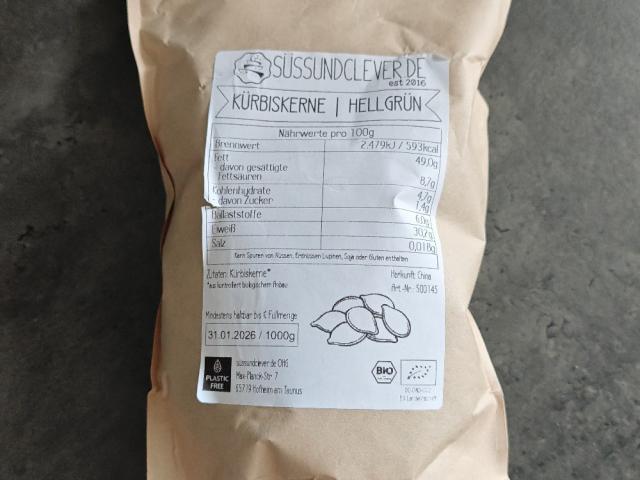 SÜSSUNDCLEVER.DE
est 2016
KÜRBISKERNE | HELLGRÜN
Nährwerte pro 100g
Brennwert 2.479kJ / 593kcal
Fett 49,0g
- davon gesättigte
Fettsäuren 8,7g
Kohlenhydrate 4,7g
- davon Zucker 1,4g
Ballaststoffe 6,0g
Eiweiß 30,2g
Salz 0,018g
Kann Spuren von Nüssen, Erdnüssen Lupinen, Soja oder Gluten enthalten
Zutaten: Kürbiskerne* Herkunft: China
*aus kontrolliert biologischem Anbau Art.-Nr.: 500145
Mindestens haltbar bis & Füllmenge
31.01.2026 / 1000g
PLASTIC
FREE
süssundclever.de OHG
Max-Planck-Str. 7
65779 Hofheim am Taunus
BIO